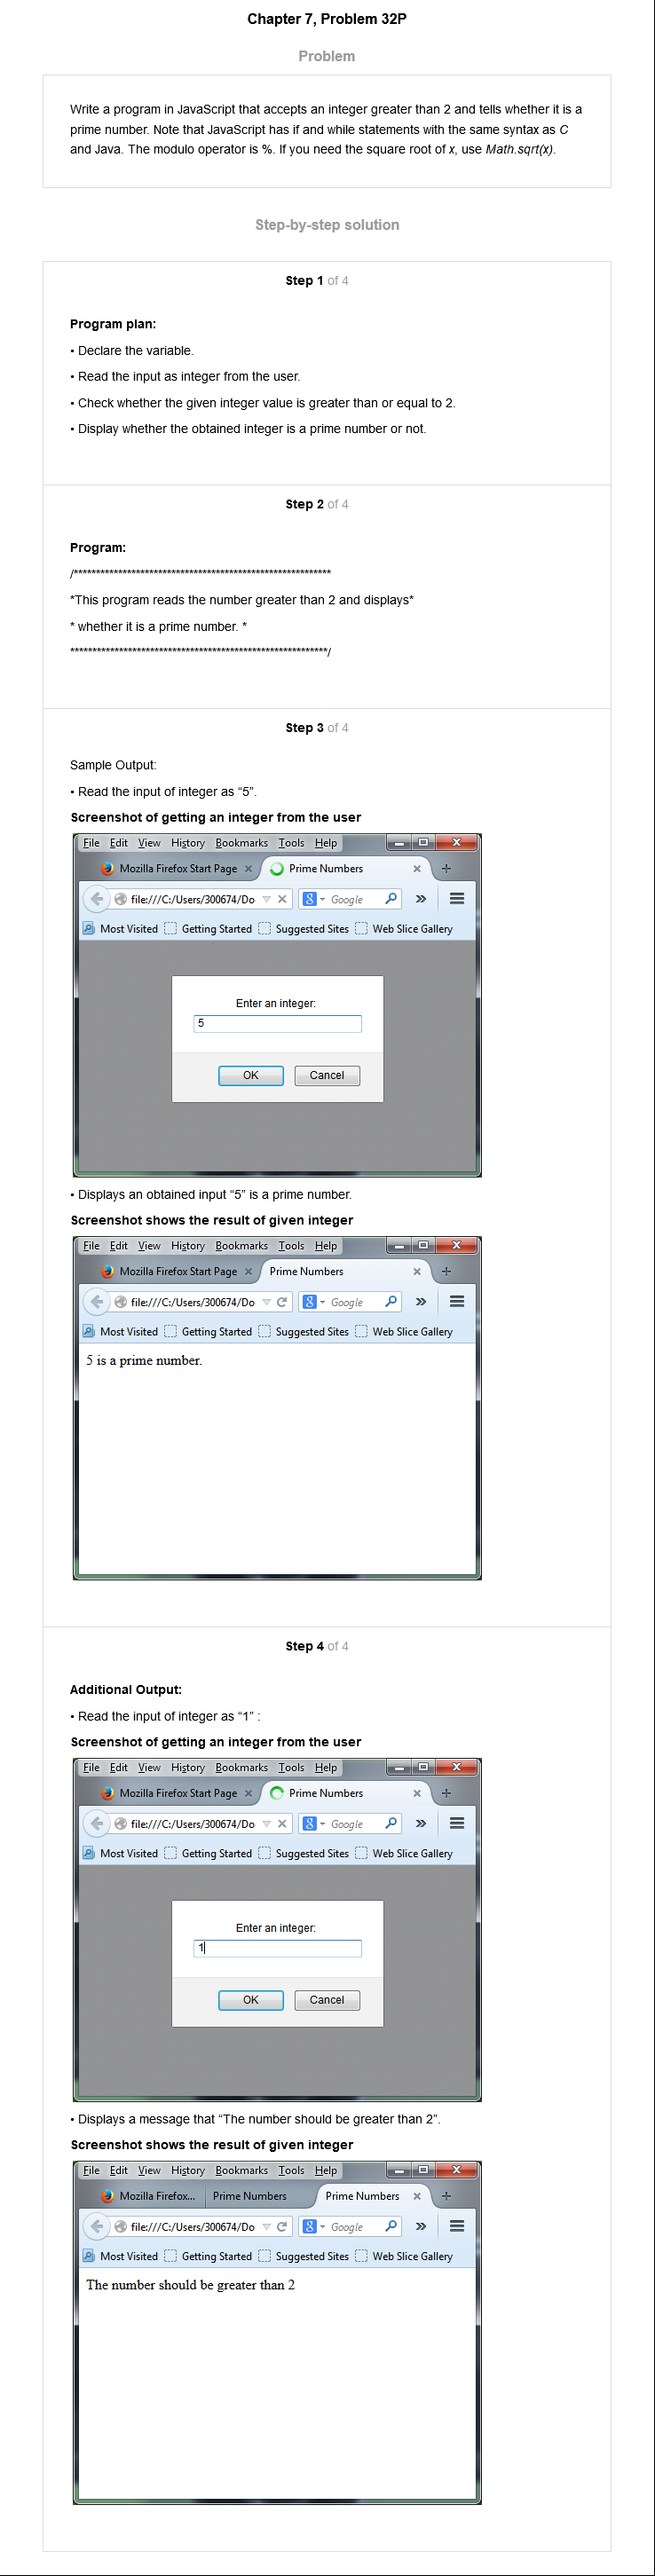 Chapter 7, Problem 32P
Problem
Write a program in JavaScript that accepts an integer greater than 2 and tells whether it is a
prime number. Note that JavaScript has if and while statements with the same syntax as C
and Java. The modulo operator is %. If you need the square root of x, use Math.sqrt(x).
Step-by-step solution
Step 1 of 4
Program plan:
• Declare the variable.
• Read the input as integer from the user.
• Check whether the given integer value is greater than or equal to 2.
• Display whether the obtained integer is a prime number or not.
Step 2 of 4
Program:
/**********************************************************
*This program reads the number greater than 2 and displays*
* whether it is a prime number. *
**********************************************************/
Step 3 of 4
Sample Output:
• Read the input of integer as “5”.
Screenshot of getting an integer from the user
File Edit View History Bookmarks Tools Help
Mozilla Firefox Start Page × Prime Numbers × +
file:///C:/Users/300674/Do Google »
Most Visited Getting Started Suggested Sites Web Slice Gallery
Enter an integer:
5
OK Cancel
• Displays an obtained input “5” is a prime number.
Screenshot shows the result of given integer
File Edit View History Bookmarks Tools Help
Mozilla Firefox Start Page × Prime Numbers × +
file:///C:/Users/300674/Do Google »
Most Visited Getting Started Suggested Sites Web Slice Gallery
5 is a prime number.
Step 4 of 4
Additional Output:
• Read the input of integer as “1” :
Screenshot of getting an integer from the user
File Edit View History Bookmarks Tools Help
Mozilla Firefox Start Page × Prime Numbers × +
file:///C:/Users/300674/Do Google »
Most Visited Getting Started Suggested Sites Web Slice Gallery
Enter an integer:
1
OK Cancel
• Displays a message that “The number should be greater than 2”.
Screenshot shows the result of given integer
File Edit View History Bookmarks Tools Help
Mozilla Firefox... Prime Numbers Prime Numbers × +
file:///C:/Users/300674/Do Google »
Most Visited Getting Started Suggested Sites Web Slice Gallery
The number should be greater than 2